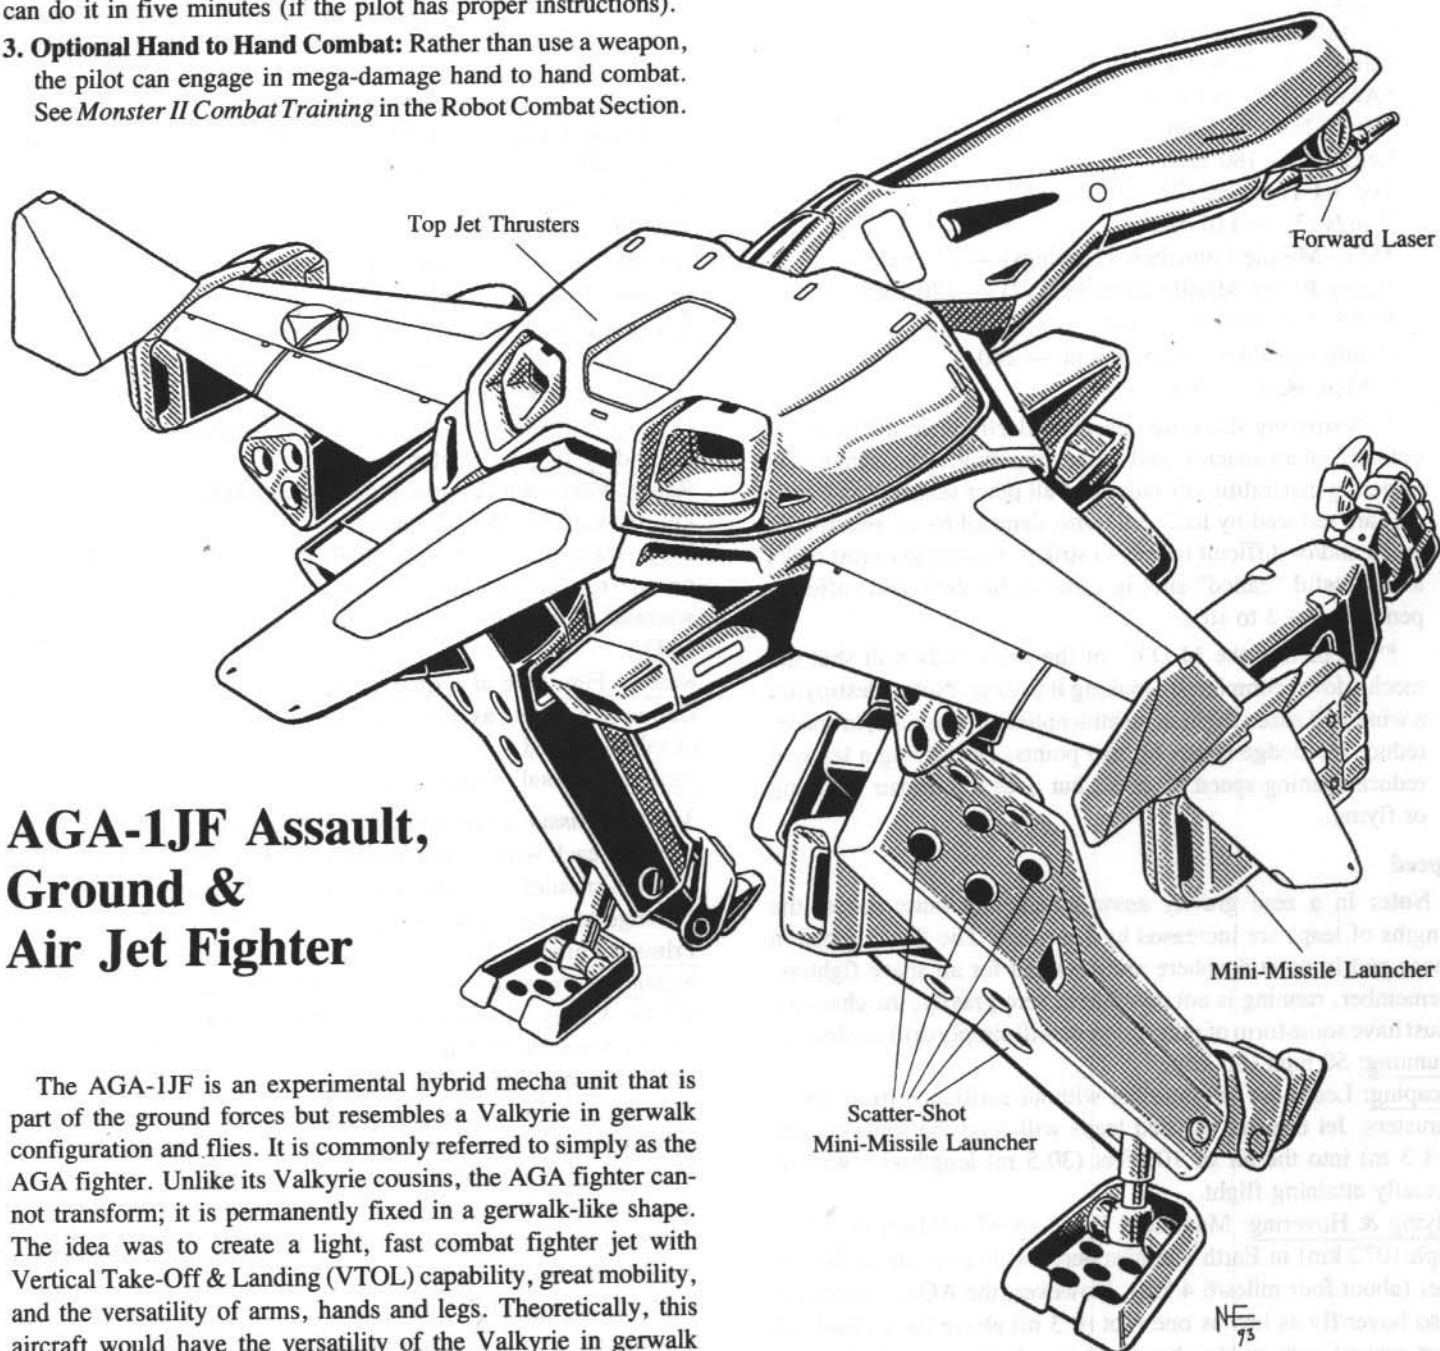 can do it in five minutes (if the pilot has proper instructions).
3. Optional Hand to Hand Combat: Rather than use a weapon,
the pilot can engage in mega-damage hand to hand combat.
See Monster II Combat Training in the Robot Combat Section.
Top Jet Thrusters
Forward Laser
AGA-1JF Assault,
Ground &
Air Jet Fighter
Mini-Missile Launcher
Scatter-Shot
Mini-Missile Launcher
The AGA-1JF is an experimental hybrid mecha unit that is
part of the ground forces but resembles a Valkyrie in gerwalk
configuration and flies. It is commonly referred to simply as the
AGA fighter. Unlike its Valkyrie cousins, the AGA fighter can-
not transform; it is permanently fixed in a gerwalk-like shape.
The idea was to create a light, fast combat fighter jet with
Vertical Take-Off & Landing (VTOL) capability, great mobility,
and the versatility of arms, hands and legs. Theoretically, this
aircraft would have the versatility of the Valkyrie in gerwalk
NF
93